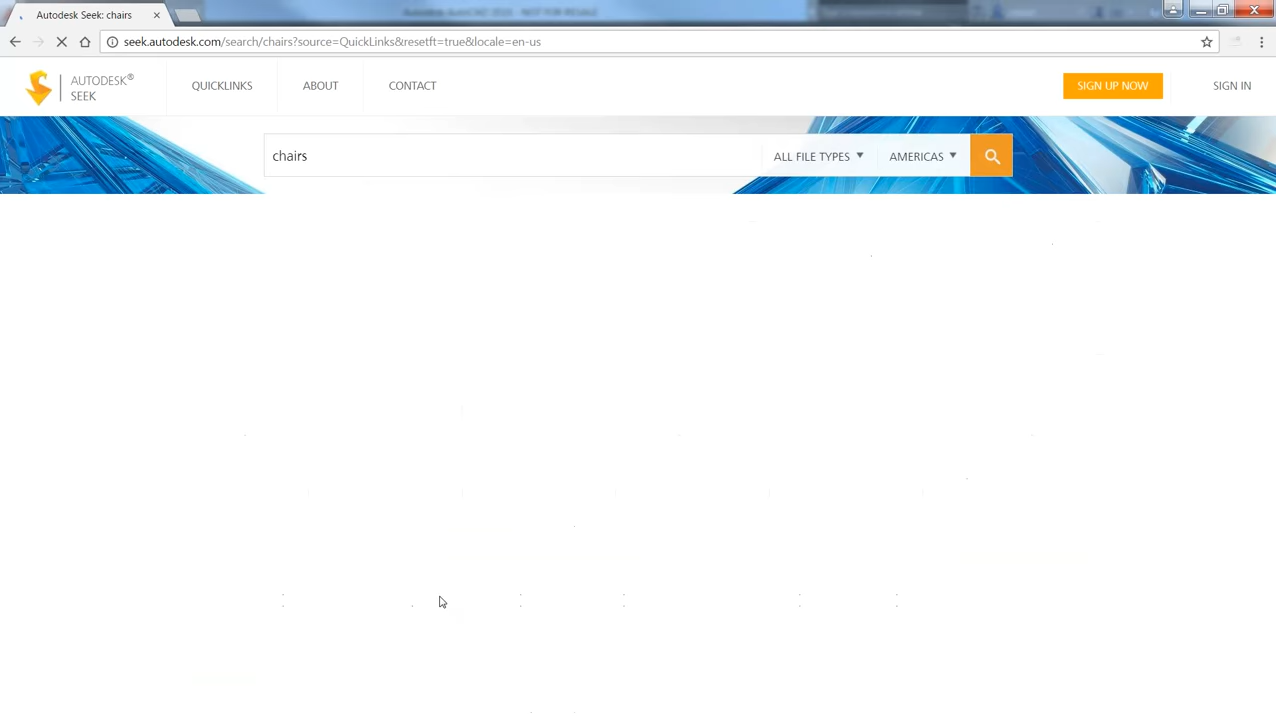 Autodesk Seek: chairs
seek.autodesk.com/search/chairs?source=QuickLinks&resetft=true&locale=en-us
AUTODESK®
SEEK
QUICKLINKS
ABOUT
CONTACT
SIGN UP NOW
SIGN IN
chairs
ALL FILE TYPES
AMERICAS